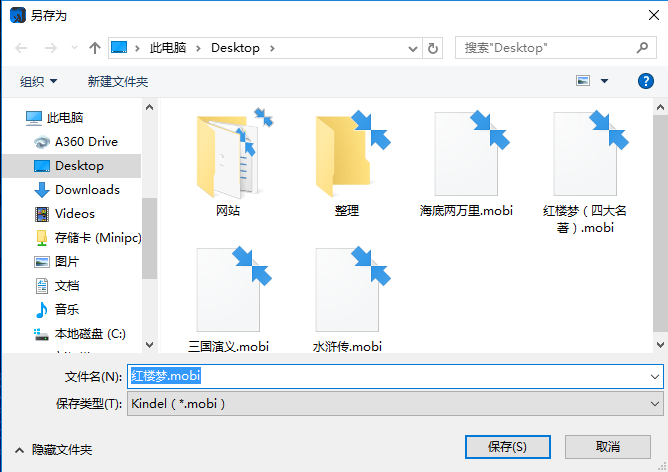 另存为
此电脑 Desktop
搜索"Desktop"
组织 新建文件夹
?
此电脑
A360 Drive
Desktop
Downloads
Videos
存储卡 (Minipc)
图片
文档
音乐
本地磁盘 (C:)
网站
整理
海底两万里.mobi
红楼梦（四大名
著）.mobi
三国演义.mobi
水浒传.mobi
文件名(N): 红楼梦.mobi
保存类型(T): Kindel（*.mobi）
隐藏文件夹
保存(S)
取消